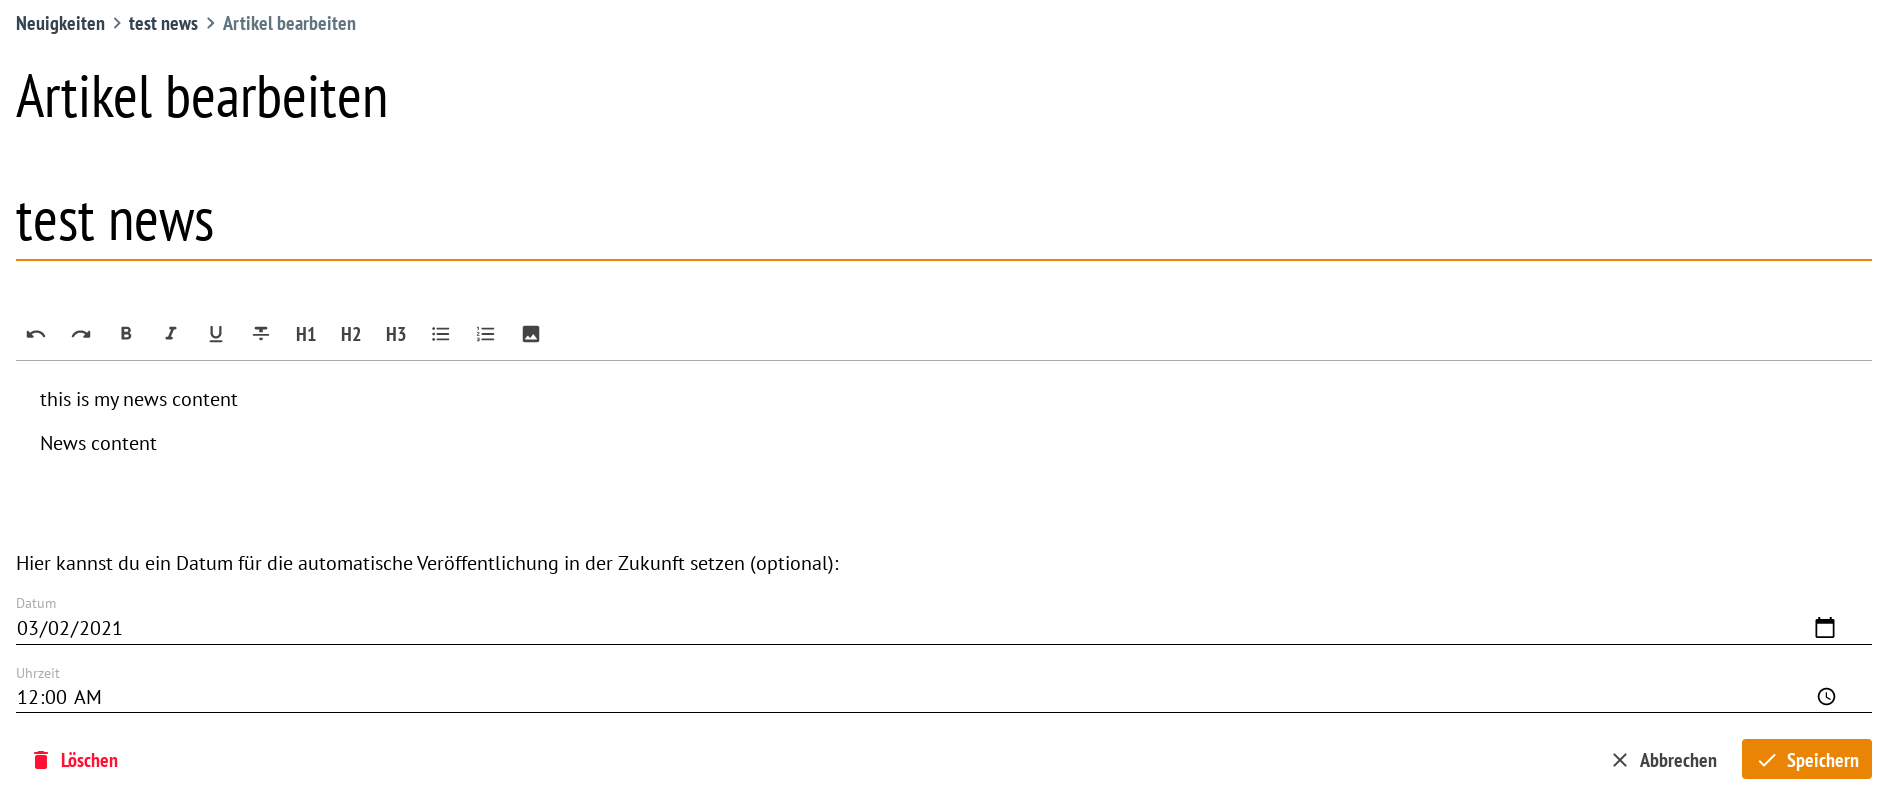 Neuigkeiten > test news > Artikel bearbeiten
Artikel bearbeiten
test news
B I U S H1 H2 H3
this is my news content
News content
Hier kannst du ein Datum für die automatische Veröffentlichung in der Zukunft setzen (optional):
Datum
03/02/2021
Uhrzeit
12:00 AM
Löschen Abbrechen Speichern